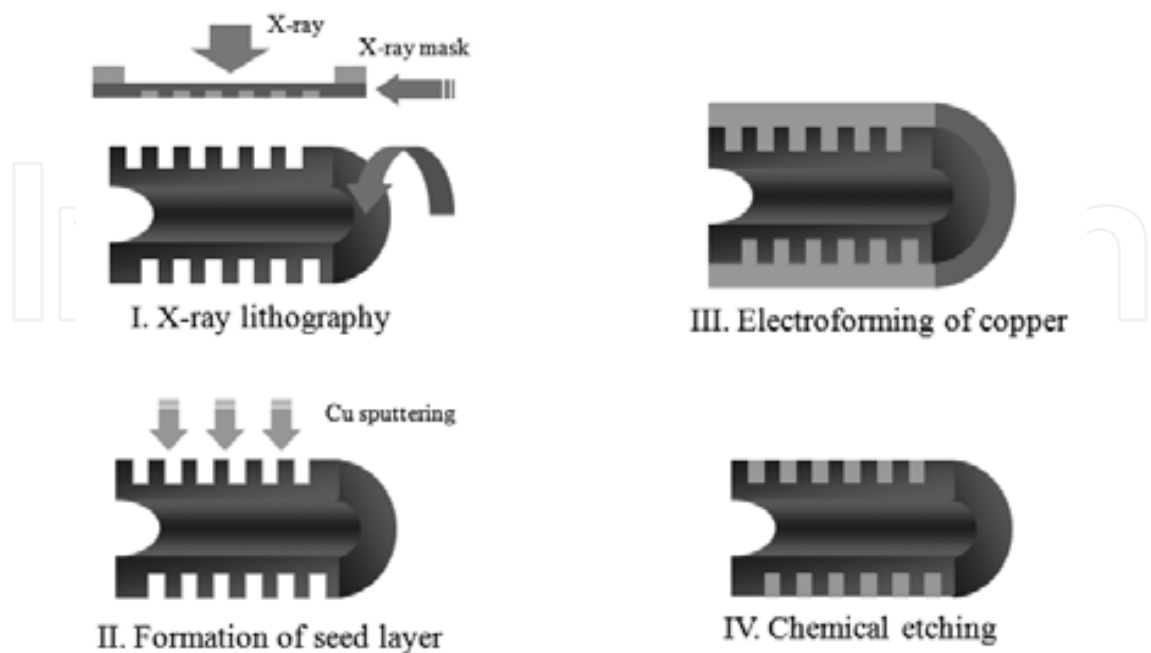 X-ray
X-ray mask
I. X-ray lithography
III. Electroforming of copper
Cu sputtering
II. Formation of seed layer
IV. Chemical etching